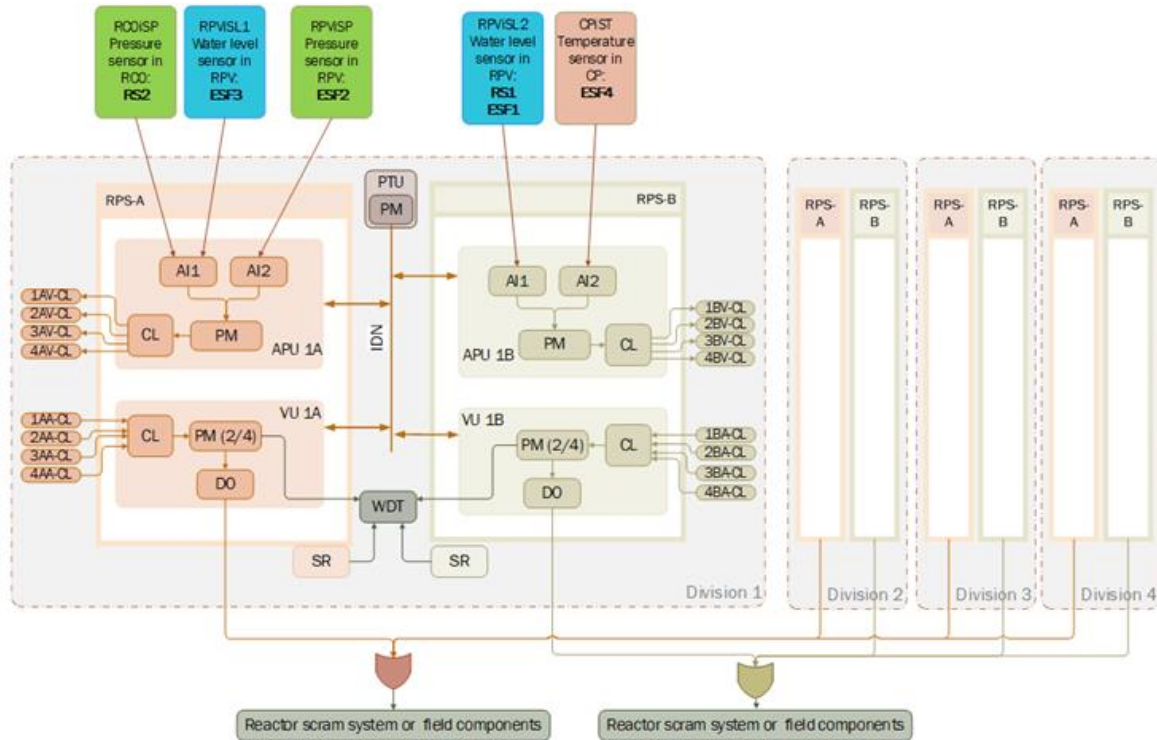 RCOiSP
Pressure
sensor in
RCO:
RS2
RPViSL1
Water level
sensor in
RPV:
ESF3
RPViSP
Pressure
sensor in
RPV:
ESF2
RPViSL2
Water level
sensor in
RPV:
RS1
ESF1
CPiST
Temperature
sensor in
CP:
ESF4
RPS-A
PTU
PM
RPS-B
AI1
AI2
CL
PM
APU 1A
1AV-CL
2AV-CL
3AV-CL
4AV-CL
IDN
AI1
AI2
PM
CL
APU 1B
1BV-CL
2BV-CL
3BV-CL
4BV-CL
VU 1A
1AA-CL
2AA-CL
3AA-CL
4AA-CL
CL
PM (2/4)
DO
VU 1B
PM (2/4)
CL
DO
1BA-CL
2BA-CL
3BA-CL
4BA-CL
WDT
SR
SR
Division 1
RPS-
A
RPS-
B
Division 2
RPS-
A
RPS-
B
Division 3
RPS-
A
RPS-
B
Division 4
Reactor scram system or field components
Reactor scram system or field components